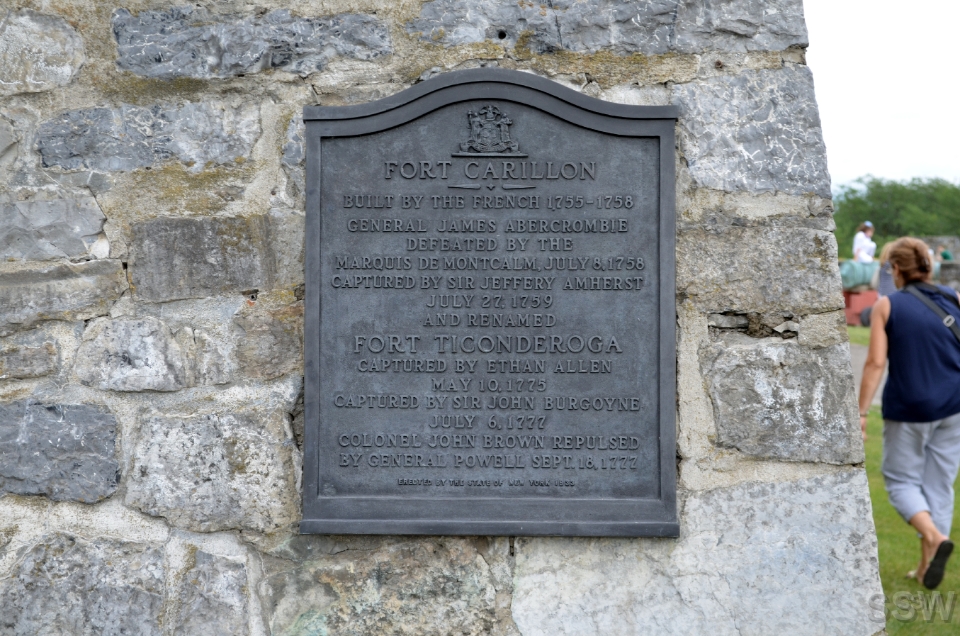 FORT CARILLON
BUILT BY THE FRENCH 1755-1758
GENERAL JAMES ABERCROMBIE
DEFEATED BY THE
MARQUIS DE MONTCALM, JULY 8, 1758
CAPTURED BY SIR JEFFERY AMHERST
JULY 27, 1759
AND RENAMED
FORT TICONDEROGA
CAPTURED BY ETHAN ALLEN
MAY 10, 1775
CAPTURED BY SIR JOHN BURGOYNE
JULY 6, 1777
COLONEL JOHN BROWN REPULSED
BY GENERAL POWELL SEPT. 18, 1777
ERECTED BY THE STATE OF NEW YORK
SSW